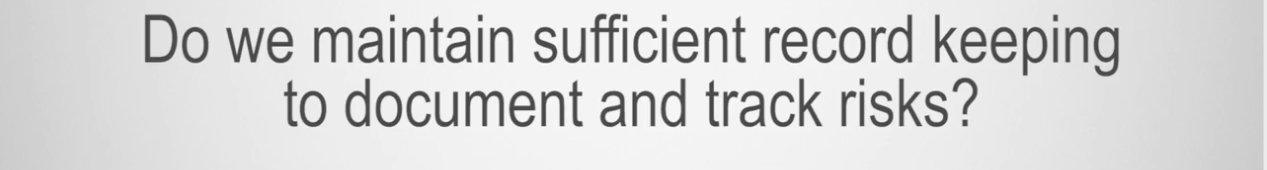 Do we maintain sufficient record keeping
to document and track risks?